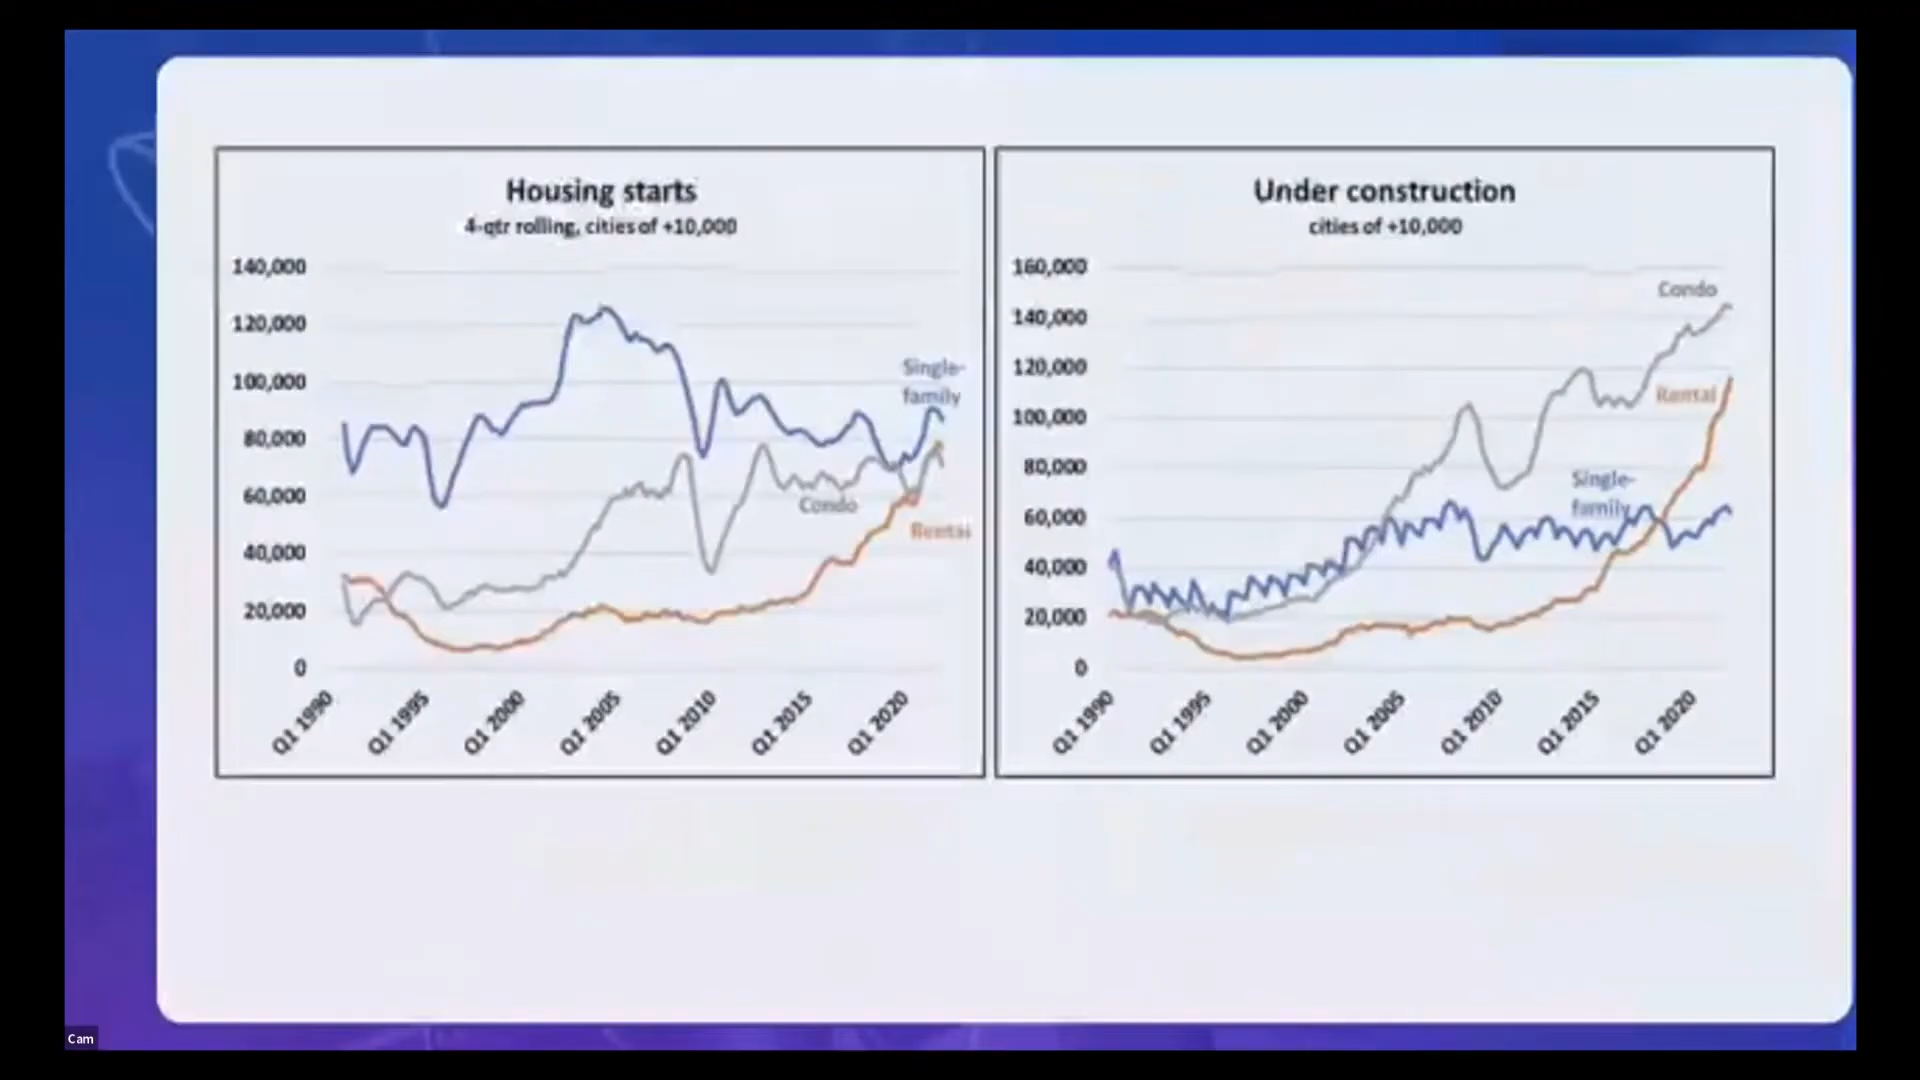 Housing starts
4-qtr rolling, cities of +10,000
140,000
120,000
100,000
80,000
60,000
40,000
20,000
0
Single-
family
Condo
Rental
Q1 1990
Q1 1995
Q1 2000
Q1 2005
Q1 2010
Q1 2015
Q1 2020
Under construction
cities of +10,000
160,000
140,000
120,000
100,000
80,000
60,000
40,000
20,000
0
Condo
Rental
Single-
family
Q1 1990
Q1 1995
Q1 2000
Q1 2005
Q1 2010
Q1 2015
Q1 2020
Cam